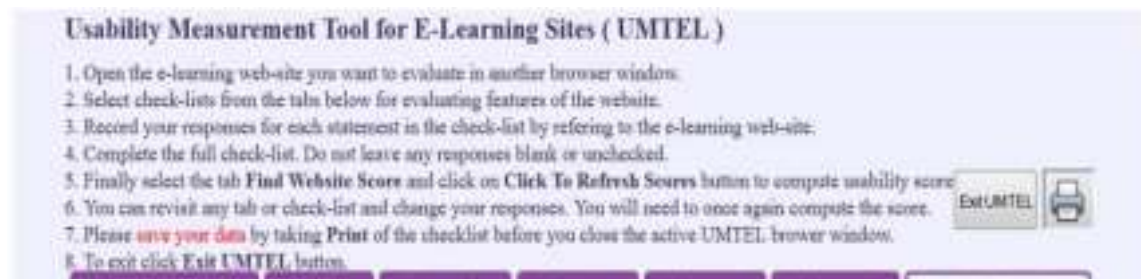 Usability Measurement Tool for E-Learning Sites ( UMTEL )
1. Open the e-learning web-site you want to evaluate in another browser window.
2. Select check-lists from the tabs below for evaluating features of the website.
3. Record your responses for each statement in the check-list by refering to the e-learning web-site.
4. Complete the full check-list. Do not leave any responses blank or unchecked.
5. Finally select the tab Find Website Score and click on Click To Refresh Scores button to compute usability score
6. You can revisit any tab or check-list and change your responses. You will need to once again compute the score.
7. Please save your data by taking Print of the checklist before you close the active UMTEL brower window.
8. To exit click Exit UMTEL button.
Exit UMTEL